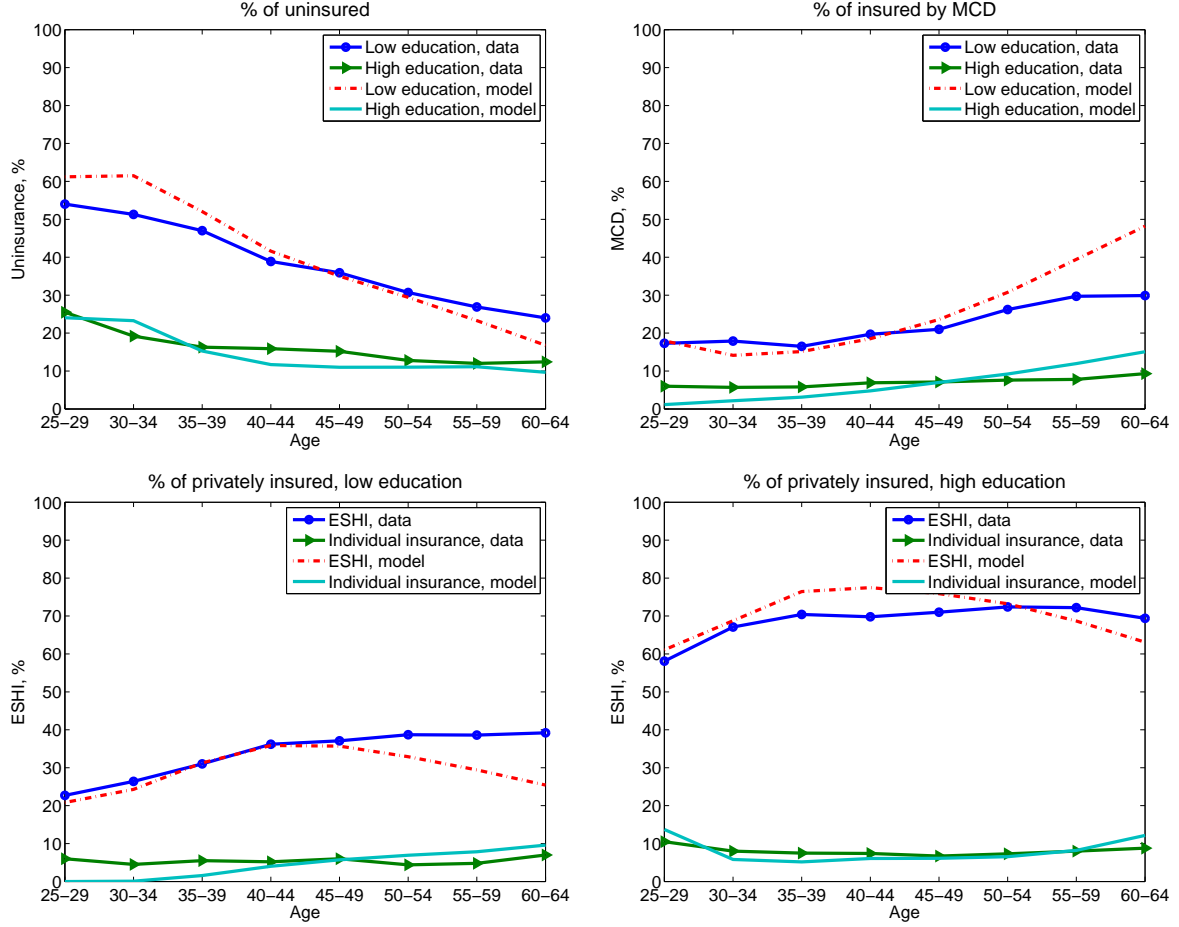 % of uninsured
100
90
80
70
60
50
40
30
20
10
0
Uninsurance, %
Low education, data
High education, data
Low education, model
High education, model
25–29 30–34 35–39 40–44 45–49 50–54 55–59 60–64
Age
% of insured by MCD
100
90
80
70
60
50
40
30
20
10
0
MCD, %
Low education, data
High education, data
Low education, model
High education, model
25–29 30–34 35–39 40–44 45–49 50–54 55–59 60–64
Age
% of privately insured, low education
100
90
80
70
60
50
40
30
20
10
0
ESHI, %
ESHI, data
Individual insurance, data
ESHI, model
Individual insurance, model
25–29 30–34 35–39 40–44 45–49 50–54 55–59 60–64
Age
% of privately insured, high education
100
90
80
70
60
50
40
30
20
10
0
ESHI, %
ESHI, data
Individual insurance, data
ESHI, model
Individual insurance, model
25–29 30–34 35–39 40–44 45–49 50–54 55–59 60–64
Age